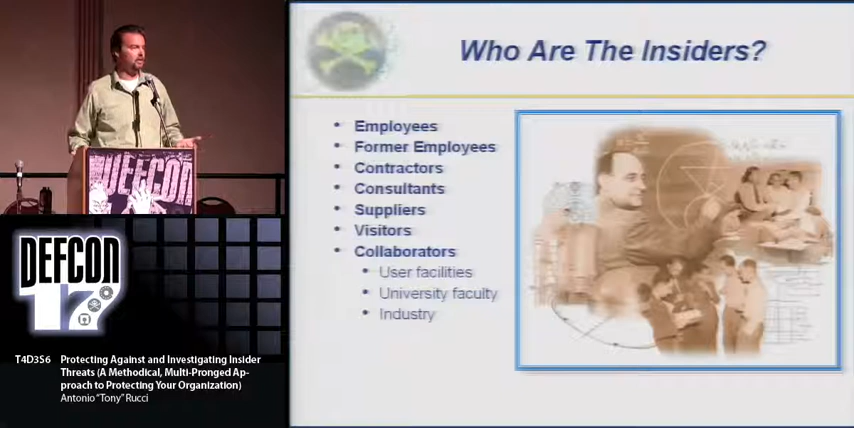 Who Are The Insiders?
• Employees
• Former Employees
• Contractors
• Consultants
• Suppliers
• Visitors
• Collaborators
• User facilities
• University faculty
• Industry
DEFCON
DEFCON
17
T4D3S6 Protecting Against and Investigating Insider
Threats (A Methodical, Multi-Pronged Ap-
proach to Protecting Your Organization)
Antonio “Tony” Rucci